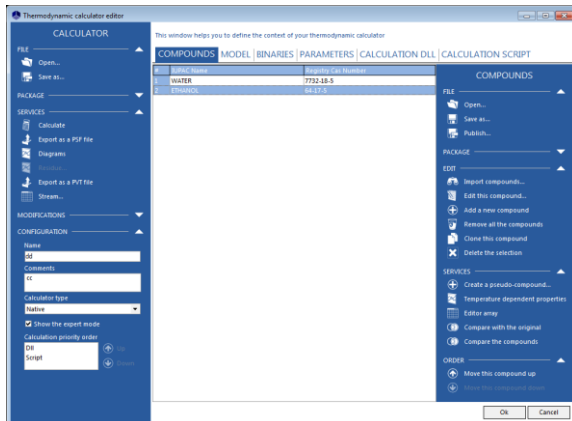 Thermodynamic calculator editor
CALCULATOR
FILE
Open...
Save as...
PACKAGE
SERVICES
Calculate
Export as a PSF file
Diagrams
Export as a PVT file
Stream...
MODIFICATIONS
CONFIGURATION
Name
dd
Comments
cc
Calculator type
Native
Show the expert mode
Calculation priority order
Dll
Script
Up
Down
This window helps you to define the context of your thermodynamic calculator
COMPOUNDS MODEL BINARIES PARAMETERS CALCULATION DLL CALCULATION SCRIPT
# IUPAC Name Registry Cas Number
1 WATER 7732-18-5
2 ETHANOL 64-17-5
COMPOUNDS
FILE
Open...
Save as...
Publish...
PACKAGE
EDIT
Import compounds...
Edit this compound...
Add a new compound
Remove all the compounds
Clone this compound
Delete the selection
SERVICES
Create a pseudo-compound...
Temperature dependent properties
Editor array
Compare with the original
Compare the compounds
ORDER
Move this compound up
Move this compound down
Ok Cancel